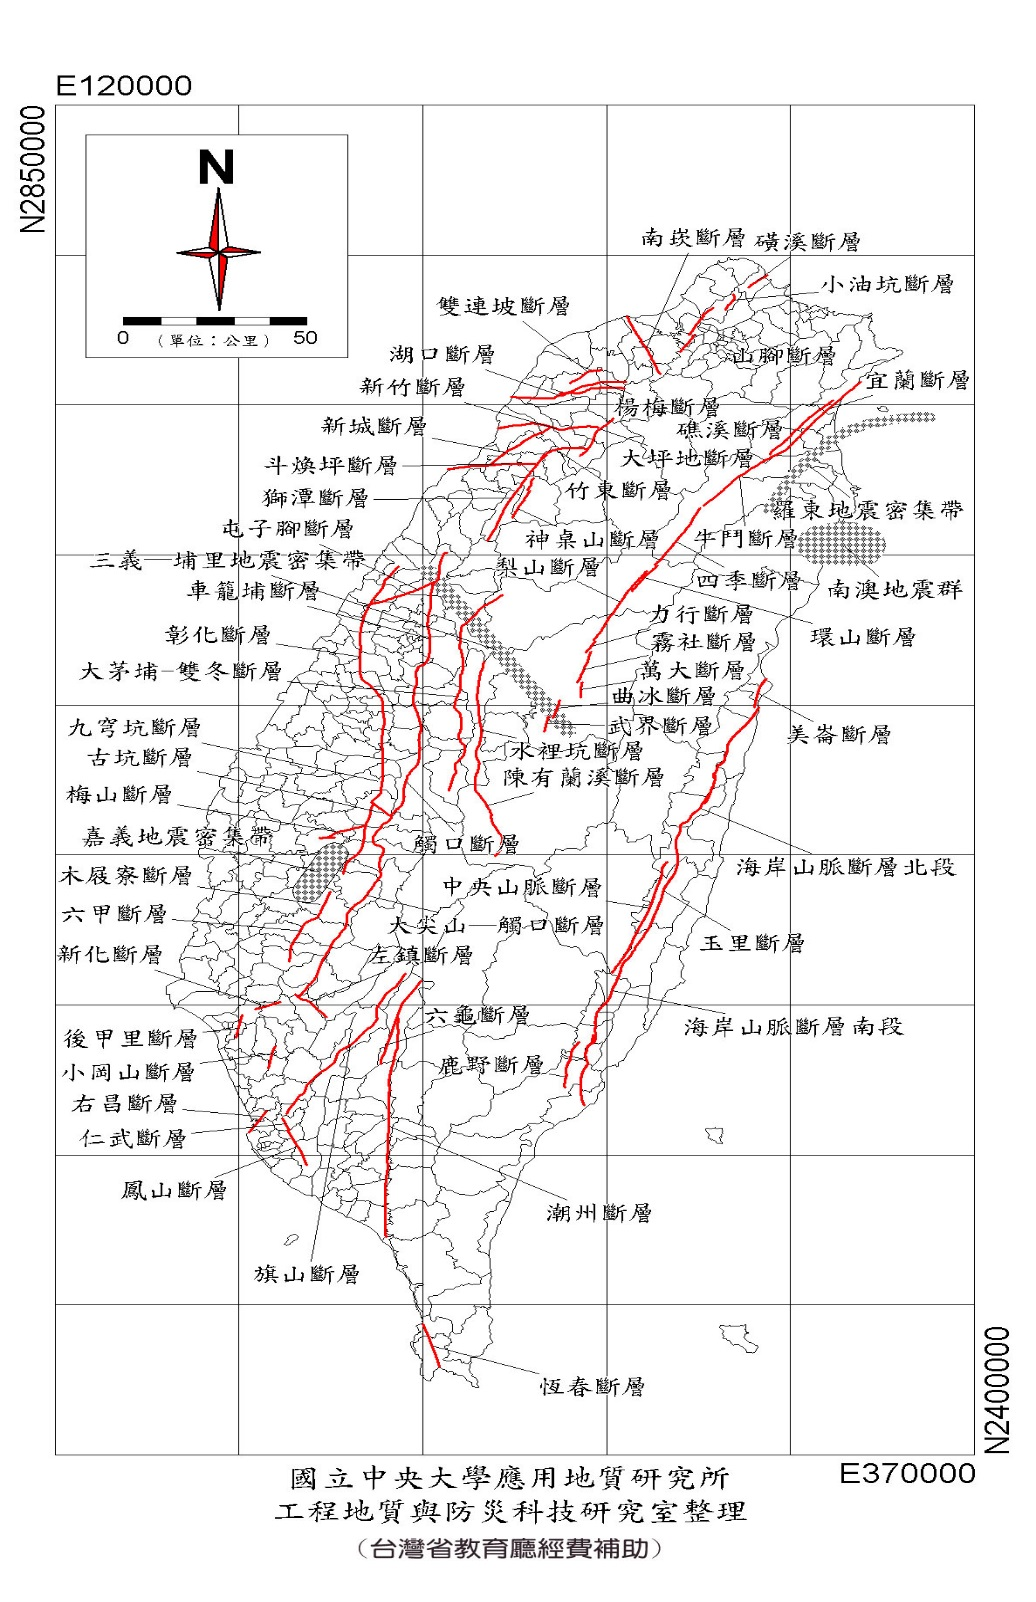 E120000
N2850000
N
0
(單位：公里)
50
南崁斷層
磺溪斷層
小油坑斷層
雙連坡斷層
山腳斷層
湖口斷層
宜蘭斷層
新竹斷層
楊梅斷層
新城斷層
礁溪斷層
大坪地斷層
斗煥坪斷層
竹東斷層
獅潭斷層
羅東地震密集帶
屯子腳斷層
神桌山斷層
牛鬥斷層
三義—埔里地震密集帶
梨山斷層
四季斷層
南澳地震群
車籠埔斷層
力行斷層
彰化斷層
霧社斷層
環山斷層
大茅埔-雙冬斷層
萬大斷層
曲冰斷層
九穹坑斷層
武界斷層
美崙斷層
古坑斷層
水裡坑斷層
陳有蘭溪斷層
梅山斷層
嘉義地震密集帶
觸口斷層
海岸山脈斷層北段
木屐寮斷層
中央山脈斷層
六甲斷層
大尖山—觸口斷層
新化斷層
左鎮斷層
玉里斷層
六龜斷層
海岸山脈斷層南段
後甲里斷層
鹿野斷層
小岡山斷層
右昌斷層
仁武斷層
鳳山斷層
潮州斷層
旗山斷層
恆春斷層
N2400000
E370000
國立中央大學應用地質研究所
工程地質與防災科技研究室整理
（台灣省教育廳經費補助）